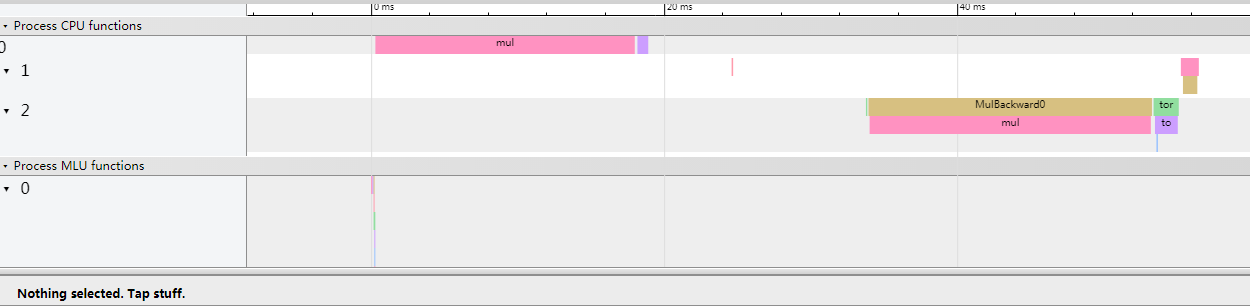 0 ms 20 ms 40 ms
Process CPU functions
0 mul
1
2 MulBackward0 tor
mul to
Process MLU functions
0
Nothing selected. Tap stuff.